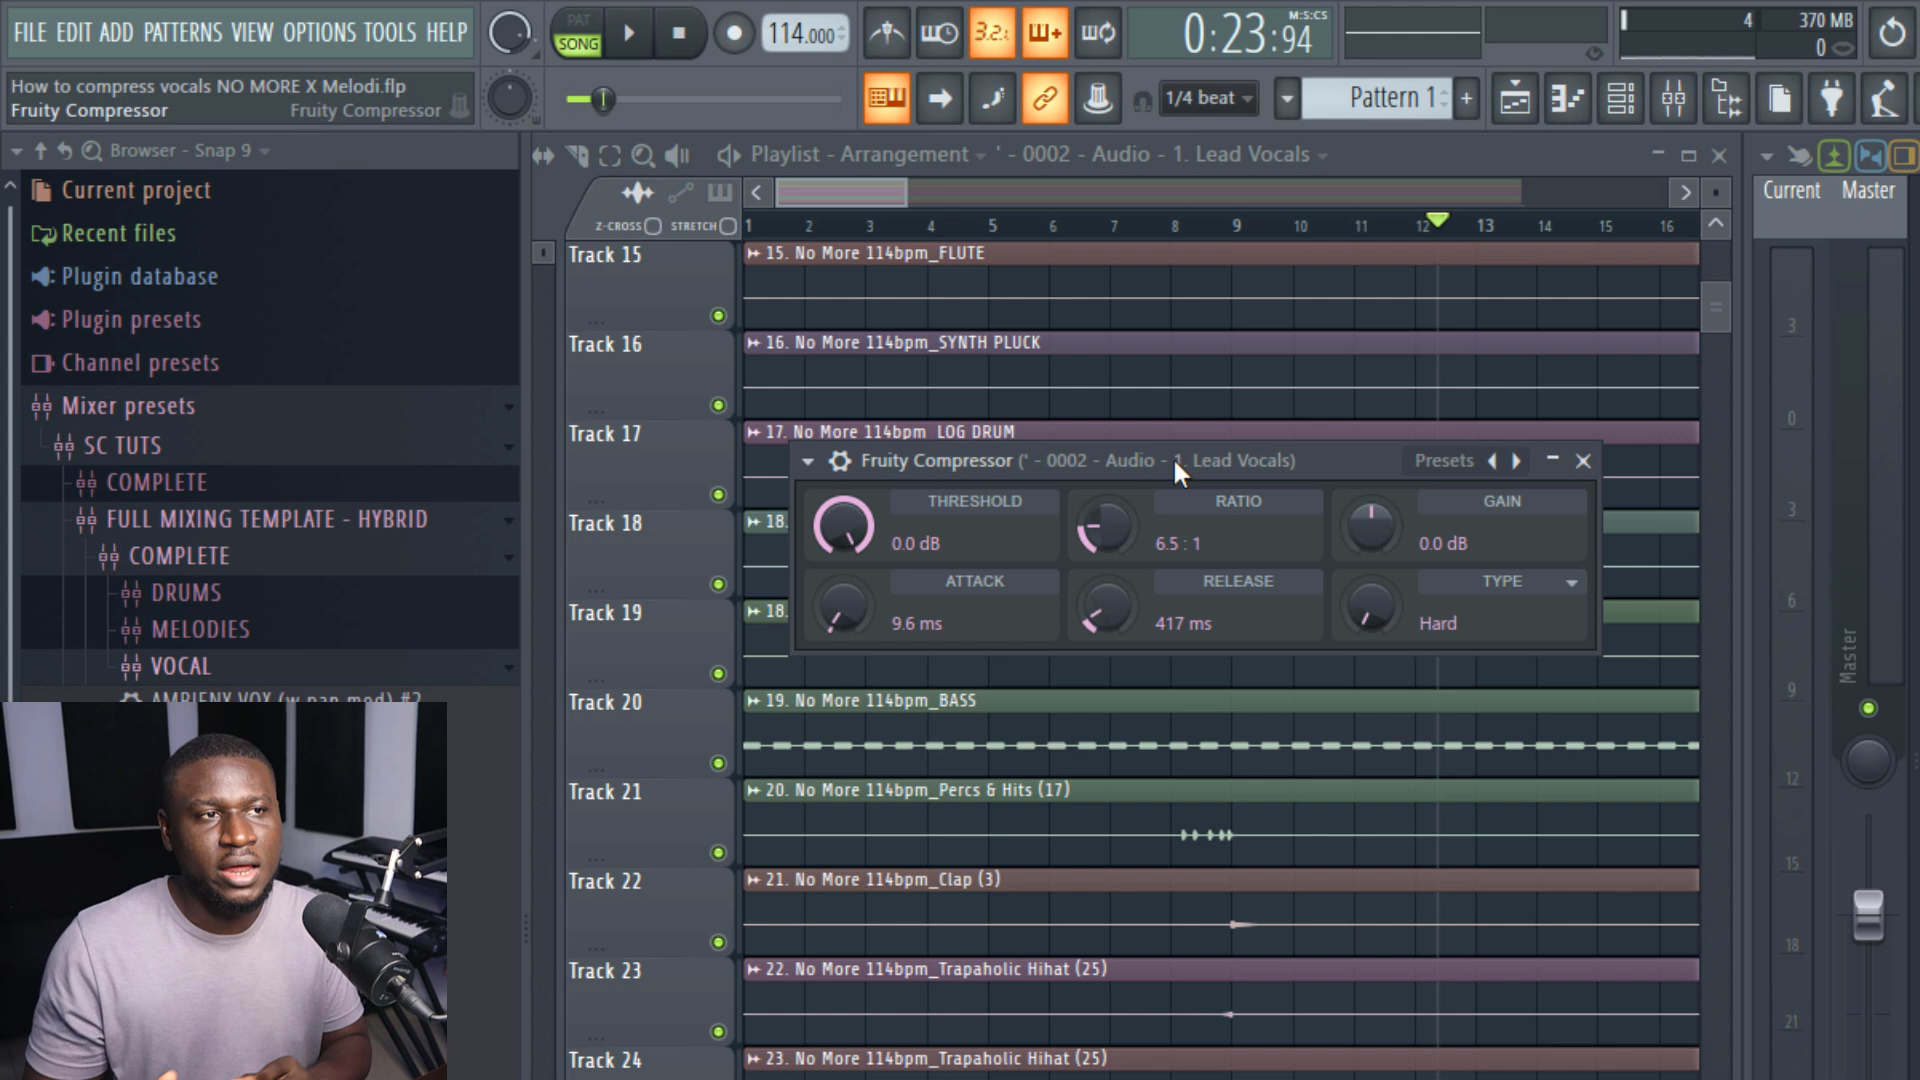 FILE EDIT ADD PATTERNS VIEW OPTIONS TOOLS HELP
PAT
SONG
114.000
3.2.:
0:23:94
M:S:CS
4
370 MB
0
How to compress vocals NO MORE X Melodi.flp
Fruity Compressor
Fruity Compressor
1/4 beat
Pattern 1
+
Browser - Snap 9
Playlist - Arrangement ' - 0002 - Audio - 1. Lead Vocals
Current project
Recent files
Plugin database
Plugin presets
Channel presets
Mixer presets
SC TUTS
COMPLETE
FULL MIXING TEMPLATE - HYBRID
COMPLETE
DRUMS
MELODIES
VOCAL
AMBIENX VOX (w pan mod) #2
Z-CROSS
STRETCH
1 2 3 4 5 6 7 8 9 10 11 12 13 14 15 16
Track 15
15. No More 114bpm_FLUTE
Track 16
16. No More 114bpm_SYNTH PLUCK
Track 17
17. No More 114bpm_LOG DRUM
Track 18
18.
Track 19
18.
Track 20
19. No More 114bpm_BASS
Track 21
20. No More 114bpm_Percs & Hits (17)
Track 22
21. No More 114bpm_Clap (3)
Track 23
22. No More 114bpm_Trapaholic Hihat (25)
Track 24
23. No More 114bpm_Trapaholic Hihat (25)
Fruity Compressor (' - 0002 - Audio - 1. Lead Vocals)
Presets
THRESHOLD
0.0 dB
RATIO
6.5 : 1
GAIN
0.0 dB
ATTACK
9.6 ms
RELEASE
417 ms
TYPE
Hard
Current
Master
3
0
3
6
9
12
15
18
21
Master